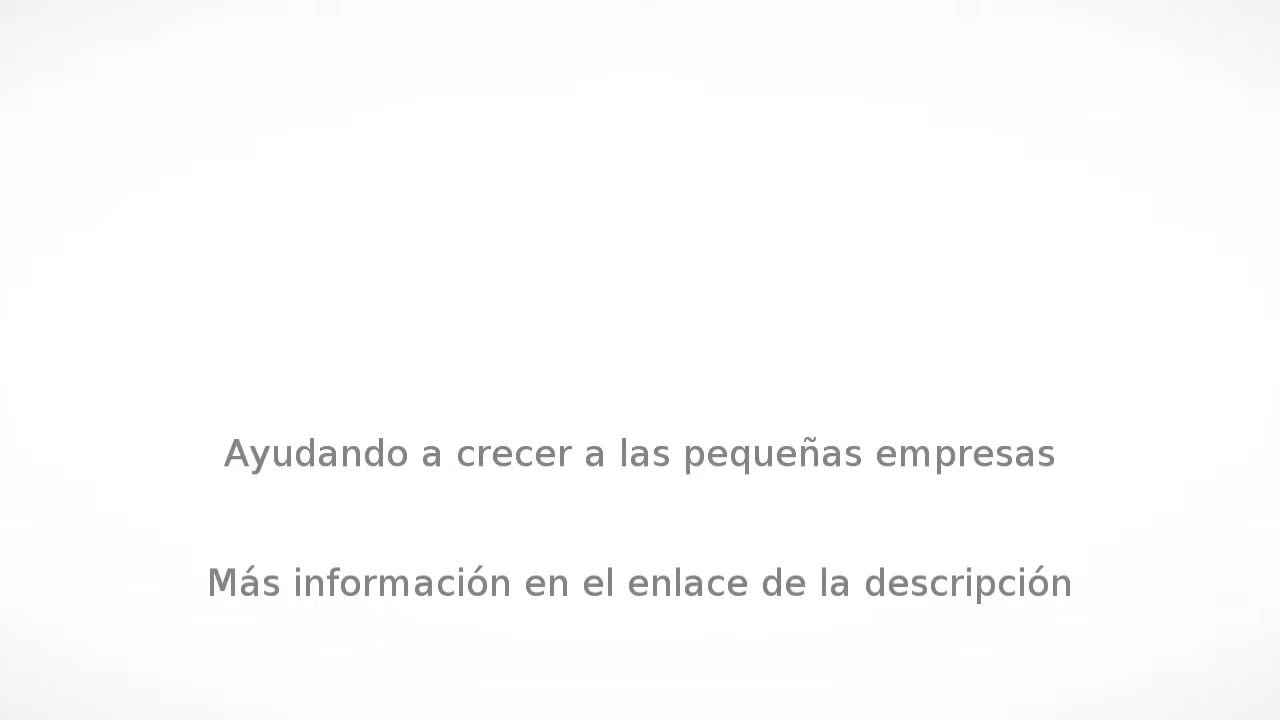 Ayudando a crecer a las pequeñas empresas
Más información en el enlace de la descripción